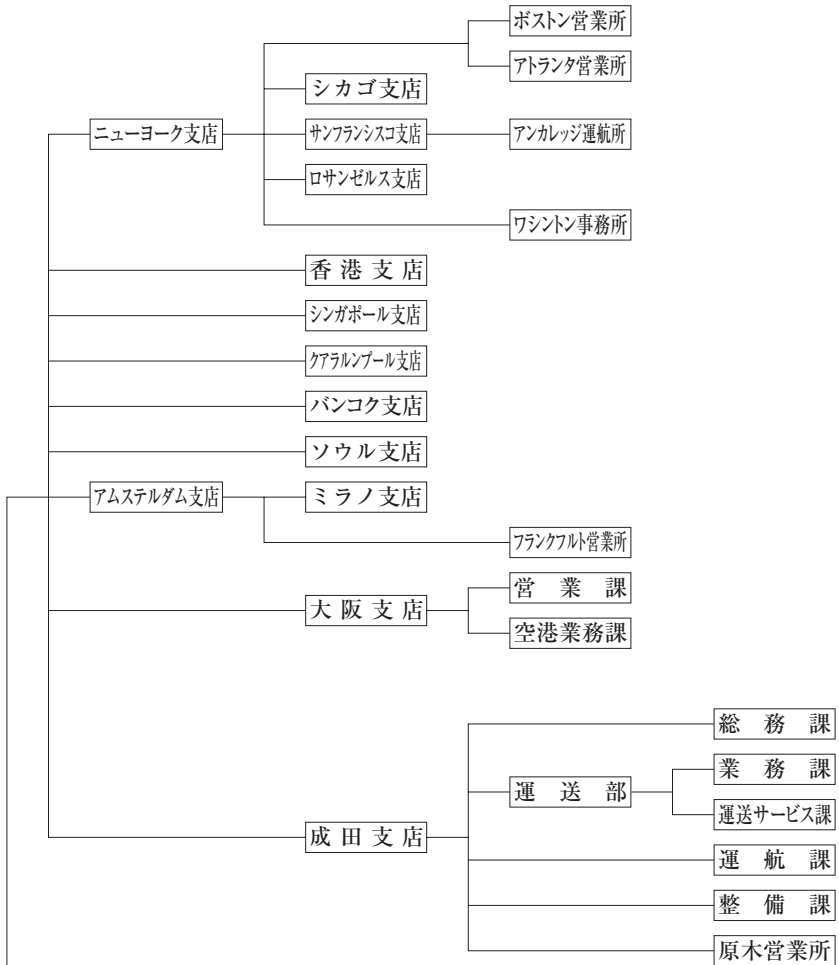 ボストン営業所
アトランタ営業所
シカゴ支店
ニューヨーク支店
サンフランシスコ支店
アンカレッジ運航所
ロサンゼルス支店
ワシントン事務所
香港支店
シンガポール支店
クアラルンプール支店
バンコク支店
ソウル支店
アムステルダム支店
ミラノ支店
フランクフルト営業所
営業課
大阪支店
空港業務課
総務課
業務課
運送部
運送サービス課
成田支店
運航課
整備課
原木営業所